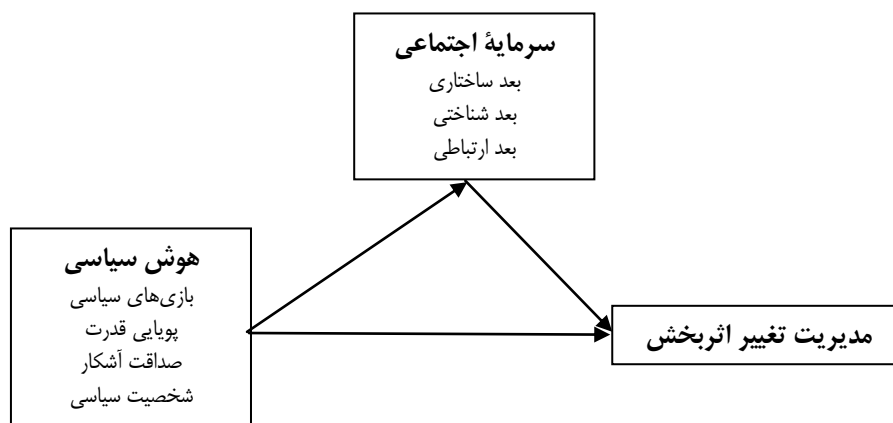 سرمایهٔ اجتماعی
بعد ساختاری
بعد شناختی
بعد ارتباطی
هوش سیاسی
بازی‌های سیاسی
پویایی قدرت
صداقت آشکار
شخصیت سیاسی
مدیریت تغییر اثربخش